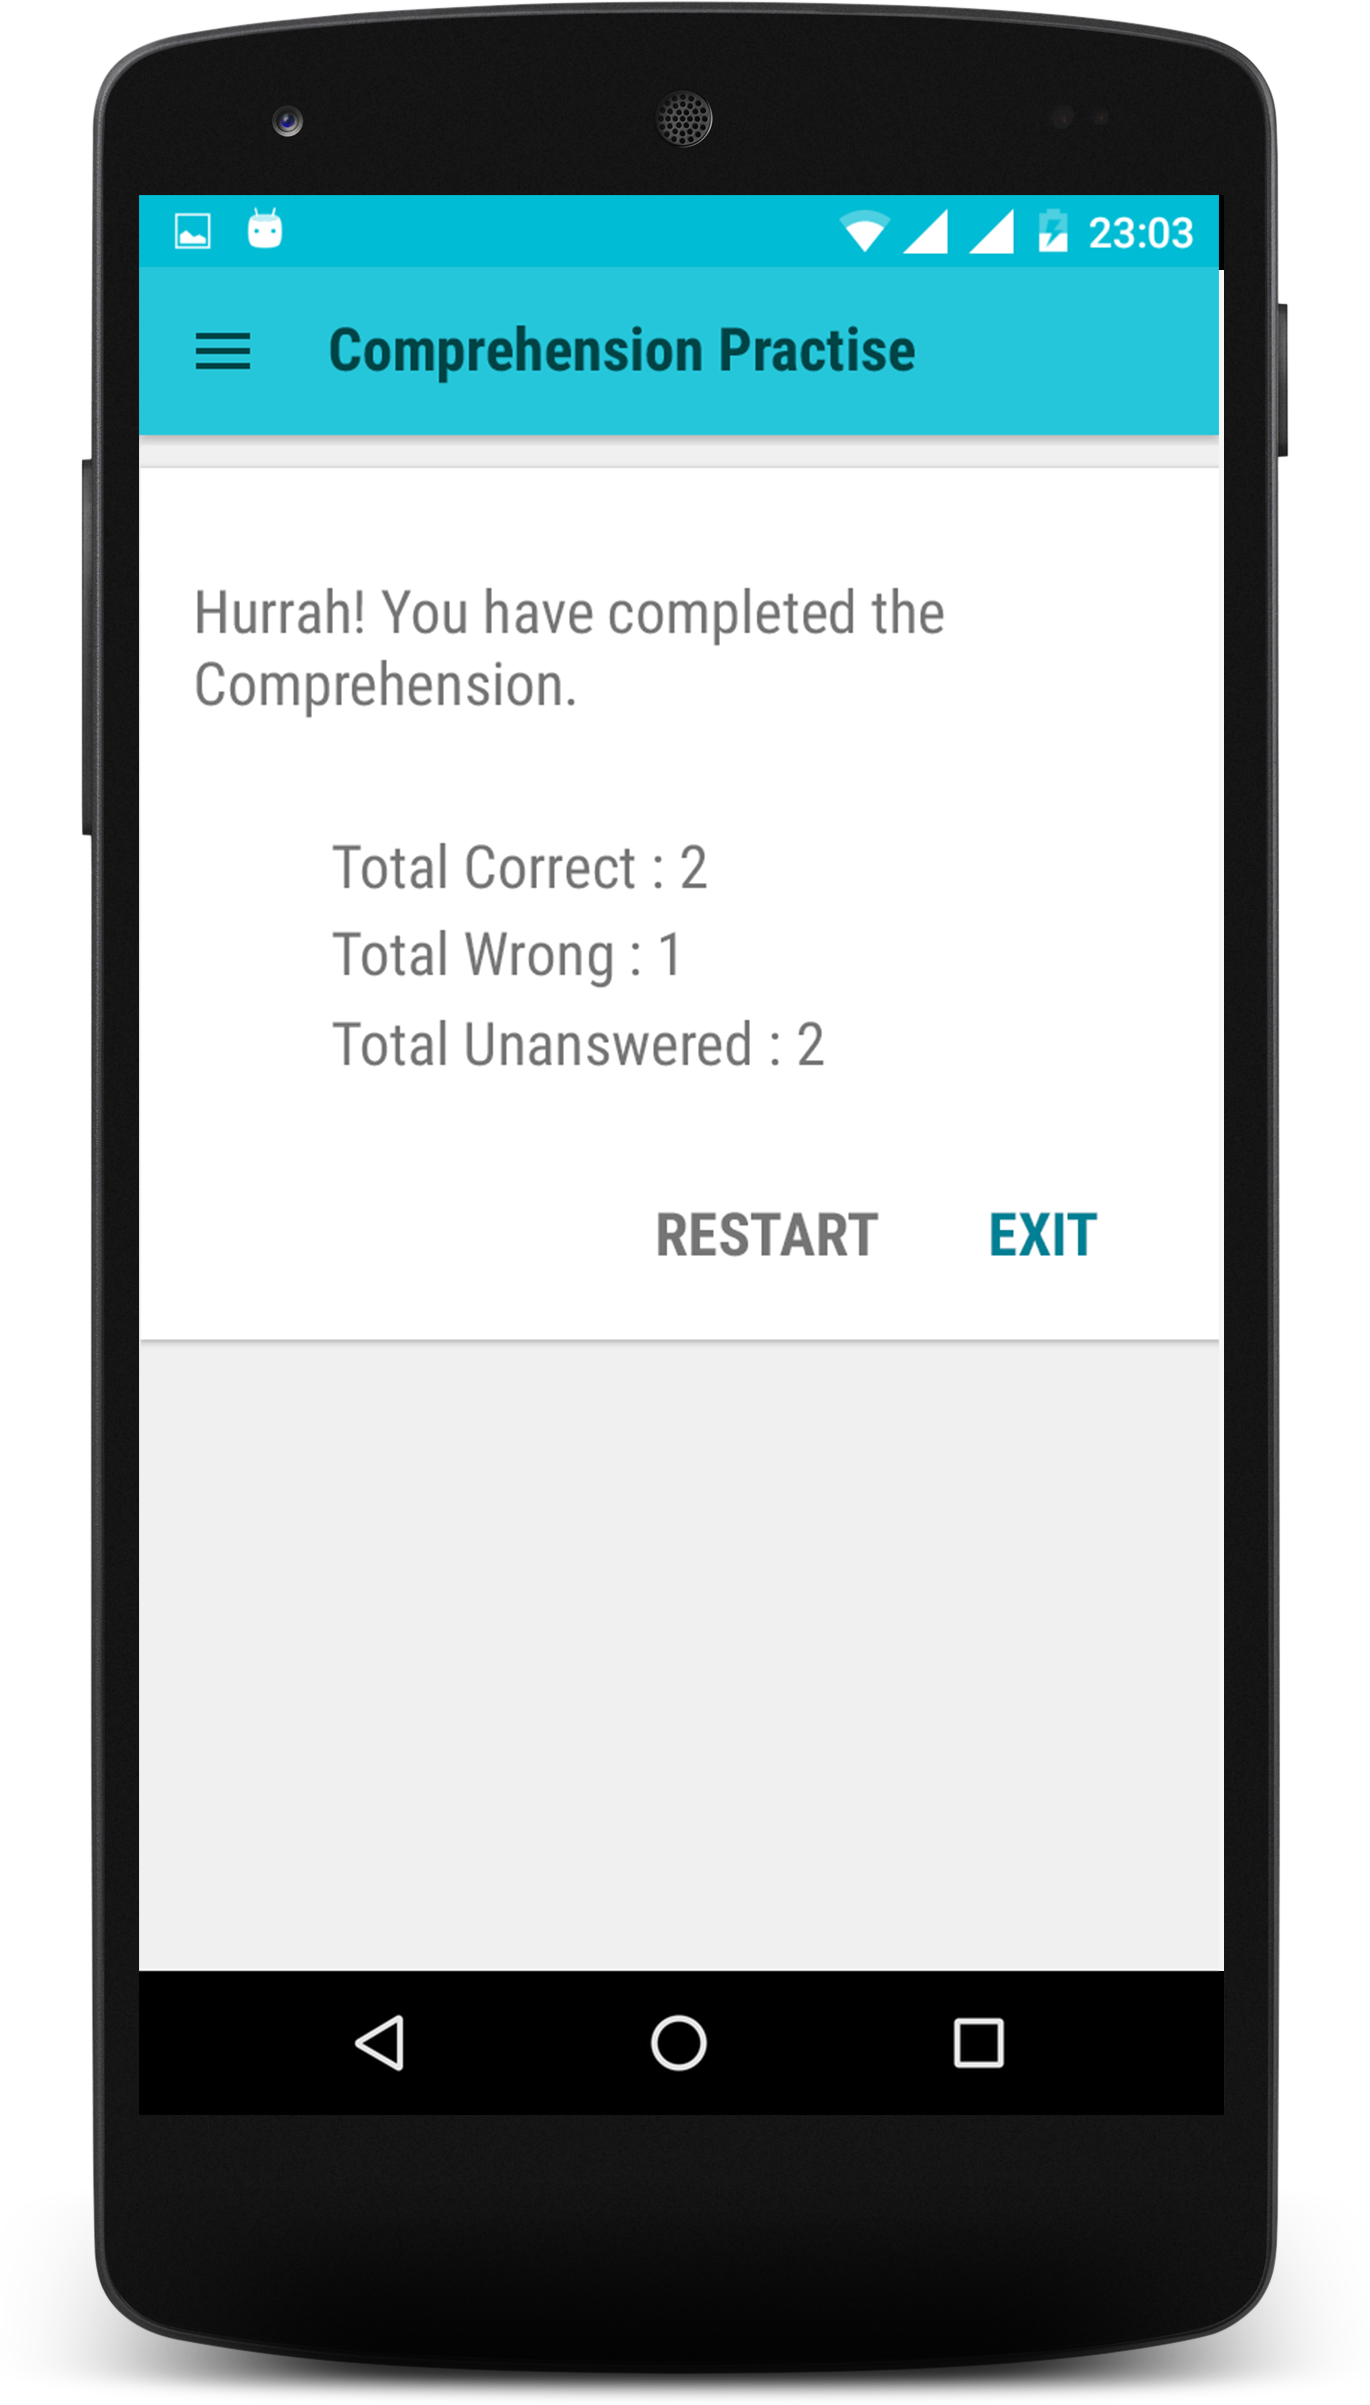 23:03
Comprehension Practise
Hurrah! You have completed the
Comprehension.
Total Correct : 2
Total Wrong : 1
Total Unanswered : 2
RESTART EXIT